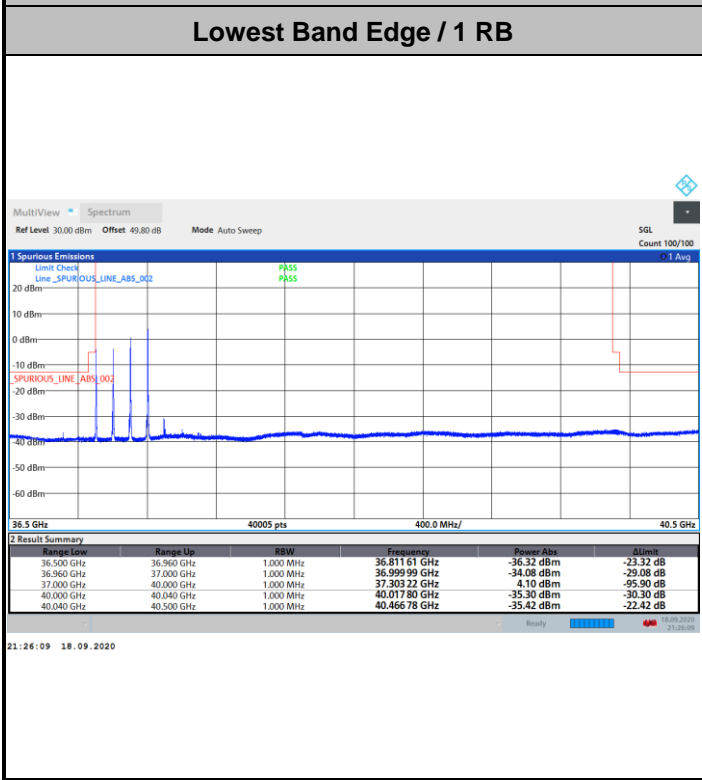 Lowest Band Edge / 1 RB
MultiView Spectrum
Ref Level 30.00 dBm Offset 49.80 dB Mode Auto Sweep SGL
Count 100/100
1 Spurious Emissions 1 Avg
Limit Check PASS
Line _SPURIOUS_LINE_ABS_002 PASS
20 dBm
10 dBm
0 dBm
-10 dBm
_SPURIOUS_LINE_ABS_002
-20 dBm
-30 dBm
-40 dBm
-50 dBm
-60 dBm
36.5 GHz 40005 pts 400.0 MHz/ 40.5 GHz
2 Result Summary
Range Low Range Up RBW Frequency Power Abs ΔLimit
36.500 GHz 36.960 GHz 1.000 MHz 36.811 61 GHz -36.32 dBm -23.32 dB
36.960 GHz 37.000 GHz 1.000 MHz 36.999 99 GHz -34.08 dBm -29.08 dB
37.000 GHz 40.000 GHz 1.000 MHz 37.303 22 GHz 4.10 dBm -95.90 dB
40.000 GHz 40.040 GHz 1.000 MHz 40.017 80 GHz -35.30 dBm -30.30 dB
40.040 GHz 40.500 GHz 1.000 MHz 40.466 78 GHz -35.42 dBm -22.42 dB
Ready 18.09.2020
21:26:09
21:26:09 18.09.2020